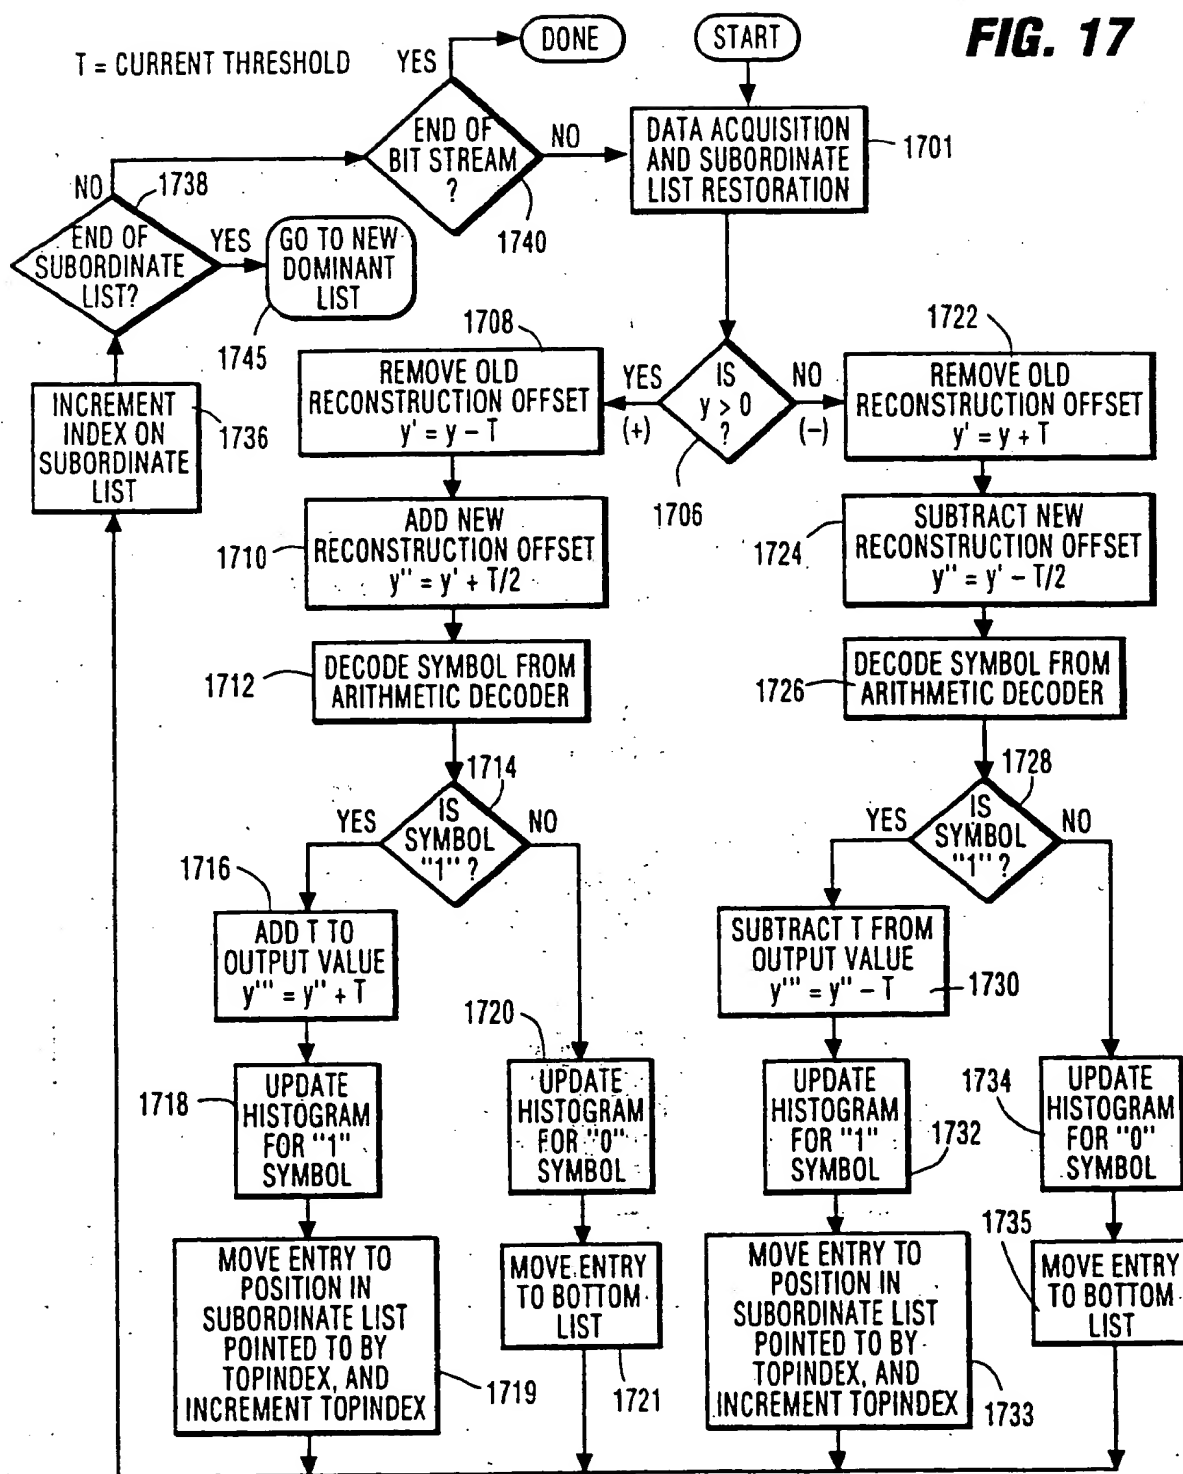 FIG. 17
T = CURRENT THRESHOLD
YES
DONE
START
END OF
BIT STREAM
?
NO
1740
DATA ACQUISITION
AND SUBORDINATE
LIST RESTORATION
1701
NO
1738
END OF
SUBORDINATE
LIST?
YES
GO TO NEW
DOMINANT
LIST
1745
INCREMENT
INDEX ON
SUBORDINATE
LIST
1736
1708
REMOVE OLD
RECONSTRUCTION OFFSET
y' = y – T
YES
(+)
IS
y > 0
?
NO
(–)
1706
1722
REMOVE OLD
RECONSTRUCTION OFFSET
y' = y + T
1710
ADD NEW
RECONSTRUCTION OFFSET
y'' = y' + T/2
1724
SUBTRACT NEW
RECONSTRUCTION OFFSET
y'' = y' – T/2
1712
DECODE SYMBOL FROM
ARITHMETIC DECODER
1726
DECODE SYMBOL FROM
ARITHMETIC DECODER
1714
YES
IS
SYMBOL
"1" ?
NO
1728
YES
IS
SYMBOL
"1" ?
NO
1716
ADD T TO
OUTPUT VALUE
y''' = y'' + T
SUBTRACT T FROM
OUTPUT VALUE
y''' = y'' – T
1730
1718
UPDATE
HISTOGRAM
FOR "1"
SYMBOL
1720
UPDATE
HISTOGRAM
FOR "0"
SYMBOL
UPDATE
HISTOGRAM
FOR "1"
SYMBOL
1732
1734
UPDATE
HISTOGRAM
FOR "0"
SYMBOL
MOVE ENTRY TO
POSITION IN
SUBORDINATE LIST
POINTED TO BY
TOPINDEX, AND
INCREMENT TOPINDEX
1719
MOVE ENTRY
TO BOTTOM
LIST
1721
MOVE ENTRY TO
POSITION IN
SUBORDINATE LIST
POINTED TO BY
TOPINDEX, AND
INCREMENT TOPINDEX
1733
1735
MOVE ENTRY
TO BOTTOM
LIST